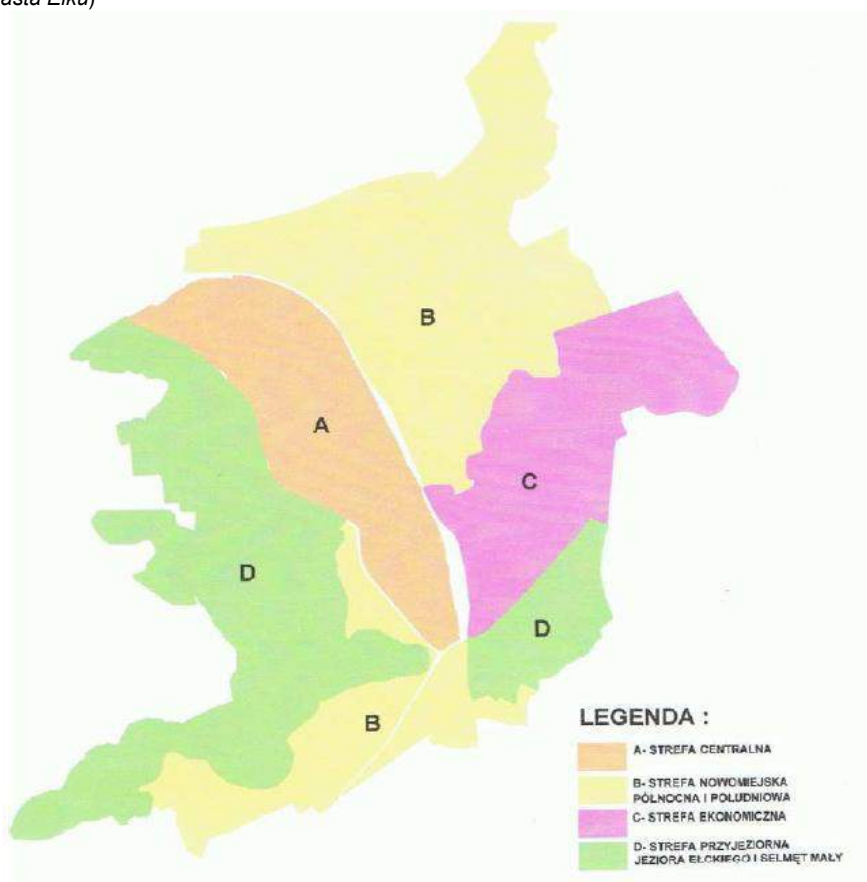 asta Ełku)
B
A
C
D
D
B
LEGENDA :
A- STREFA CENTRALNA
B- STREFA NOWOMIEJSKA
PÓŁNOCNA I POŁUDNIOWA
C- STREFA EKONOMICZNA
D- STREFA PRZYJEZIORNA
JEZIORA EŁCKIEGO I SELMĘT MAŁY